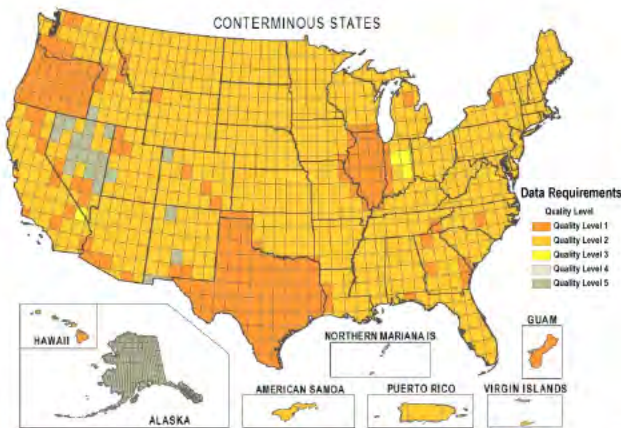 CONTERMINOUS STATES
Data Requirements
Quality Level
Quality Level 1
Quality Level 2
Quality Level 3
Quality Level 4
Quality Level 5
HAWAII
ALASKA
NORTHERN MARIANA IS
GUAM
AMERICAN SAMOA
PUERTO RICO
VIRGIN ISLANDS